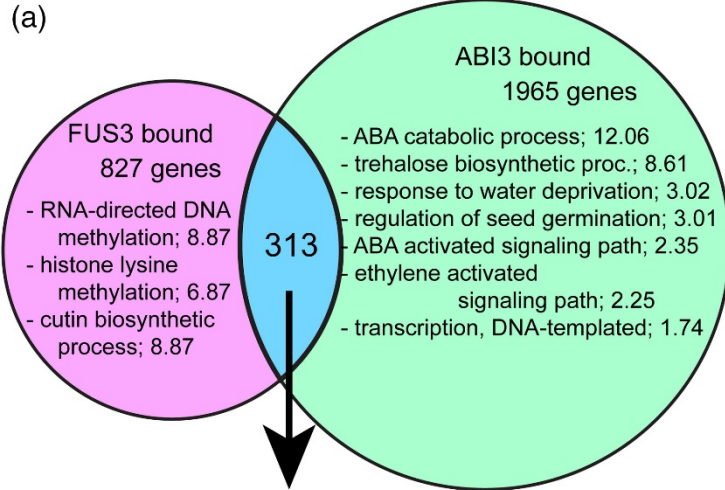 (a)
FUS3 bound
827 genes
- RNA-directed DNA
methylation; 8.87
- histone lysine
methylation; 6.87
- cutin biosynthetic
process; 8.87
313
ABI3 bound
1965 genes
- ABA catabolic process; 12.06
- trehalose biosynthetic proc.; 8.61
- response to water deprivation; 3.02
- regulation of seed germination; 3.01
- ABA activated signaling path; 2.35
- ethylene activated
signaling path; 2.25
- transcription, DNA-templated; 1.74